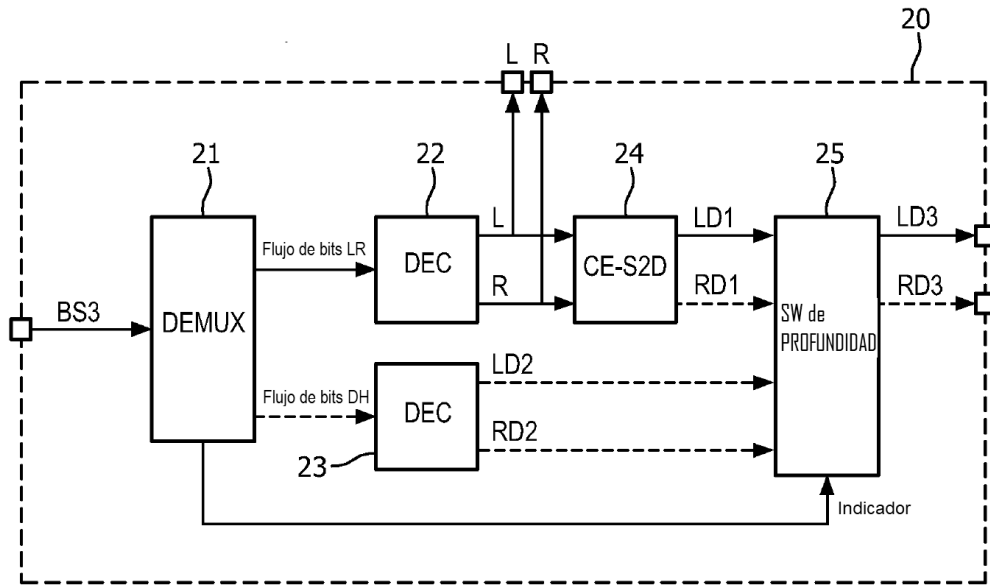 20
L R
21
22
24
25
Flujo de bits LR
L
LD1
LD3
DEC
CE-S2D
R
RD1
RD3
BS3
DEMUX
SW de
PROFUNDIDAD
LD2
Flujo de bits DH
DEC
RD2
23
Indicador